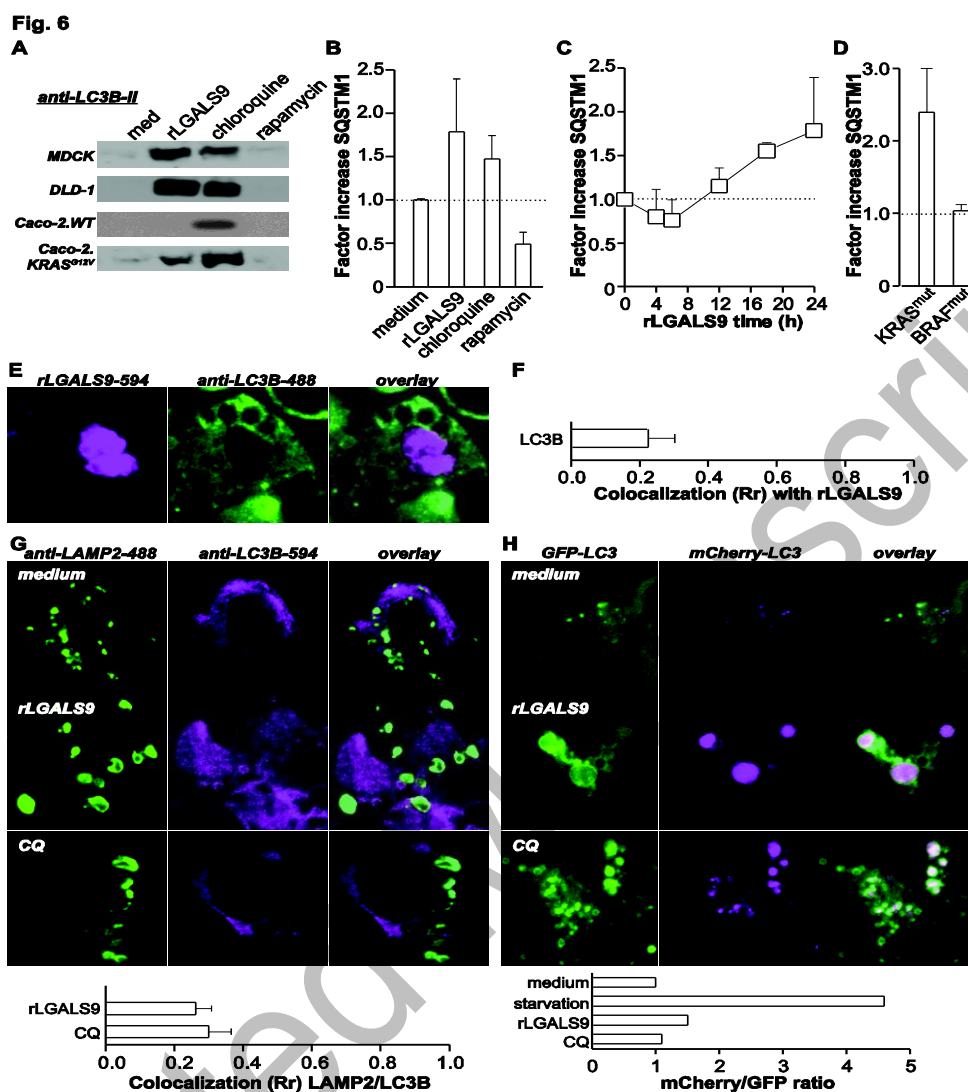 Fig. 6
A
anti-LC3B-II
med
rLGALS9
chloroquine
rapamycin
MDCK
DLD-1
Caco-2.WT
Caco-2.
KRASG12V
B
Factor increase SQSTM1
2.5
2.0
1.5
1.0
0.5
0
medium
rLGALS9
chloroquine
rapamycin
C
Factor increase SQSTM1
2.5
2.0
1.5
1.0
0.5
0
0 4 8 12 16 20 24
rLGALS9 time (h)
D
Factor increase SQSTM1
3.0
2.0
1.0
0
KRASmut
BRAFmut
E
rLGALS9-594 anti-LC3B-488 overlay
F
LC3B
0.0 0.2 0.4 0.6 0.8 1.0
Colocalization (Rr) with rLGALS9
G
anti-LAMP2-488 anti-LC3B-594 overlay
medium
rLGALS9
CQ
rLGALS9
CQ
0.0 0.2 0.4 0.6 0.8 1.0
Colocalization (Rr) LAMP2/LC3B
H
GFP-LC3 mCherry-LC3 overlay
medium
rLGALS9
CQ
medium
starvation
rLGALS9
CQ
0 1 2 3 4 5
mCherry/GFP ratio